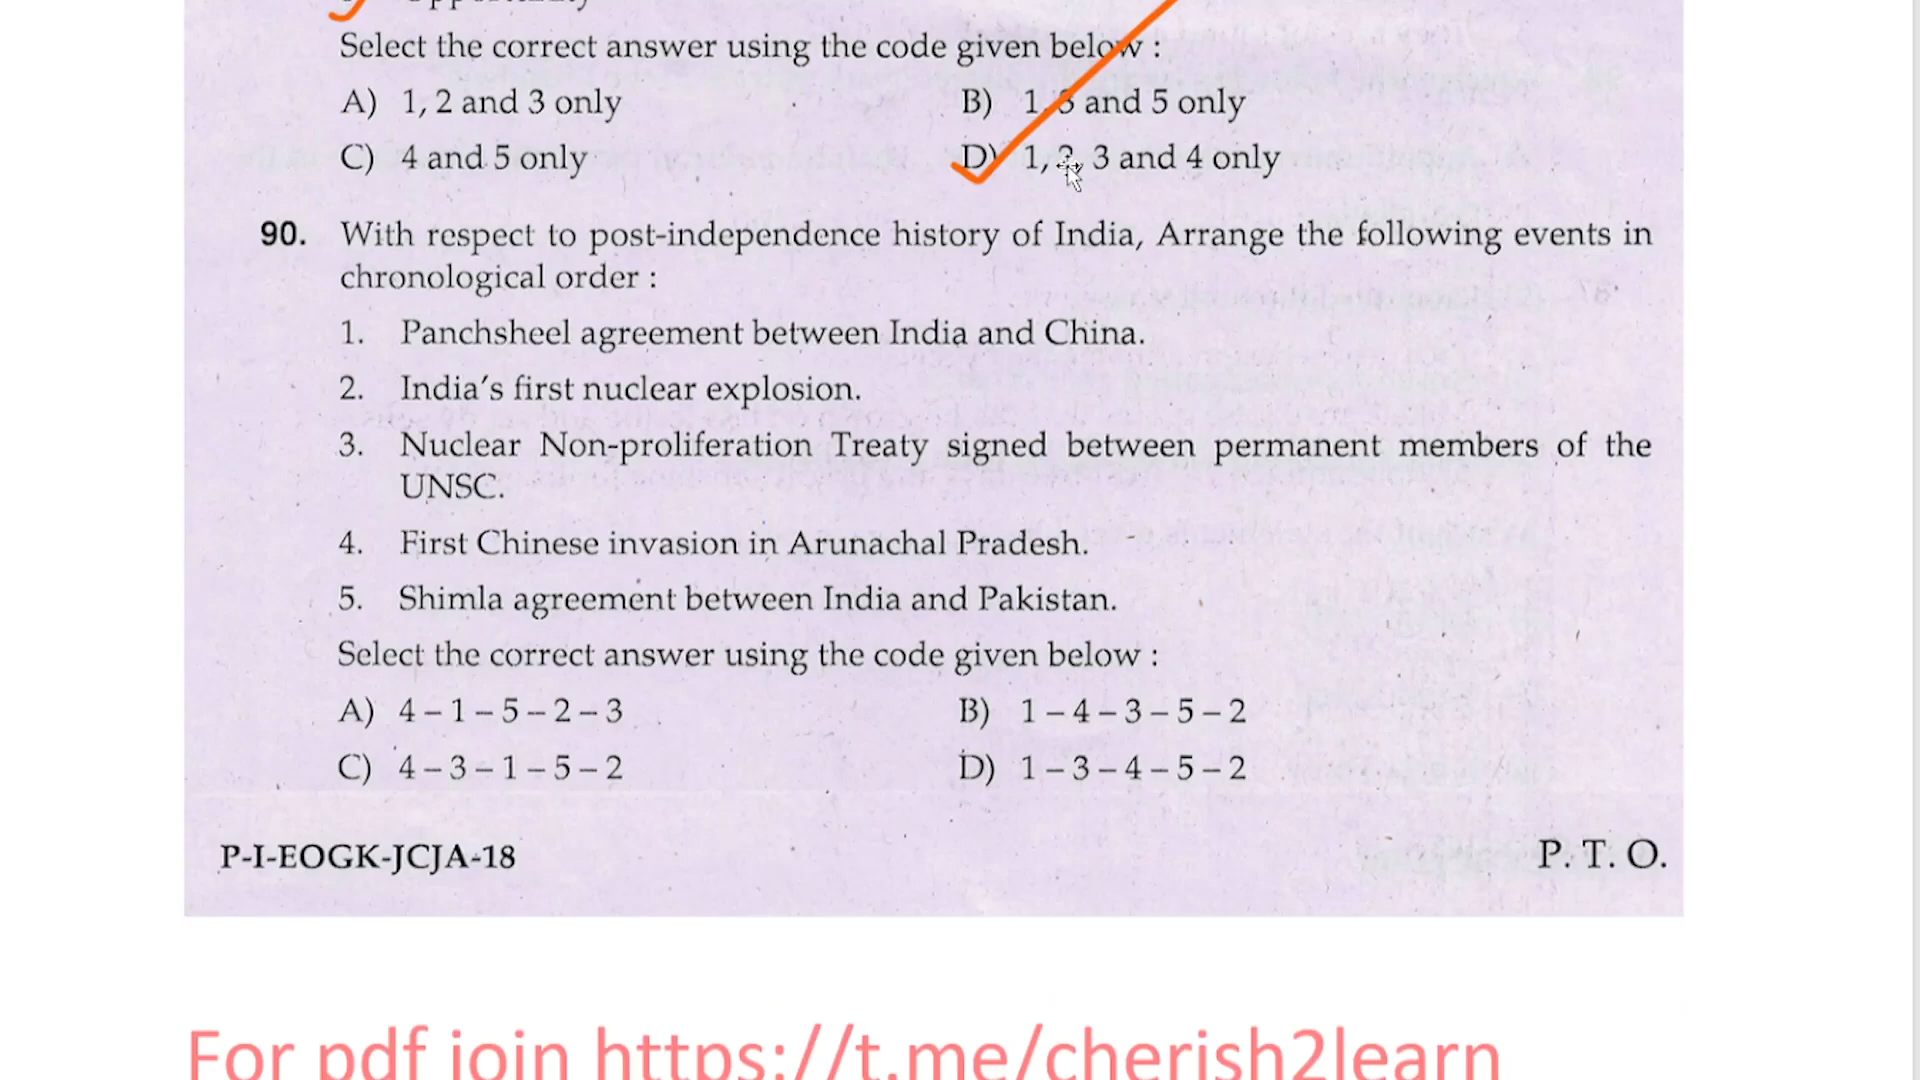 Opportunity
Select the correct answer using the code given below :
A) 1, 2 and 3 only
B) 1, 3 and 5 only
C) 4 and 5 only
D) 1, 2, 3 and 4 only
90. With respect to post-independence history of India, Arrange the following events in
chronological order :
1. Panchsheel agreement between India and China.
2. India's first nuclear explosion.
3. Nuclear Non-proliferation Treaty signed between permanent members of the
UNSC.
4. First Chinese invasion in Arunachal Pradesh.
5. Shimla agreement between India and Pakistan.
Select the correct answer using the code given below :
A) 4 – 1 – 5 – 2 – 3
B) 1 – 4 – 3 – 5 – 2
C) 4 – 3 – 1 – 5 – 2
D) 1 – 3 – 4 – 5 – 2
P-I-EOGK-JCJA-18
P. T. O.
For pdf join https://t.me/cherish2learn